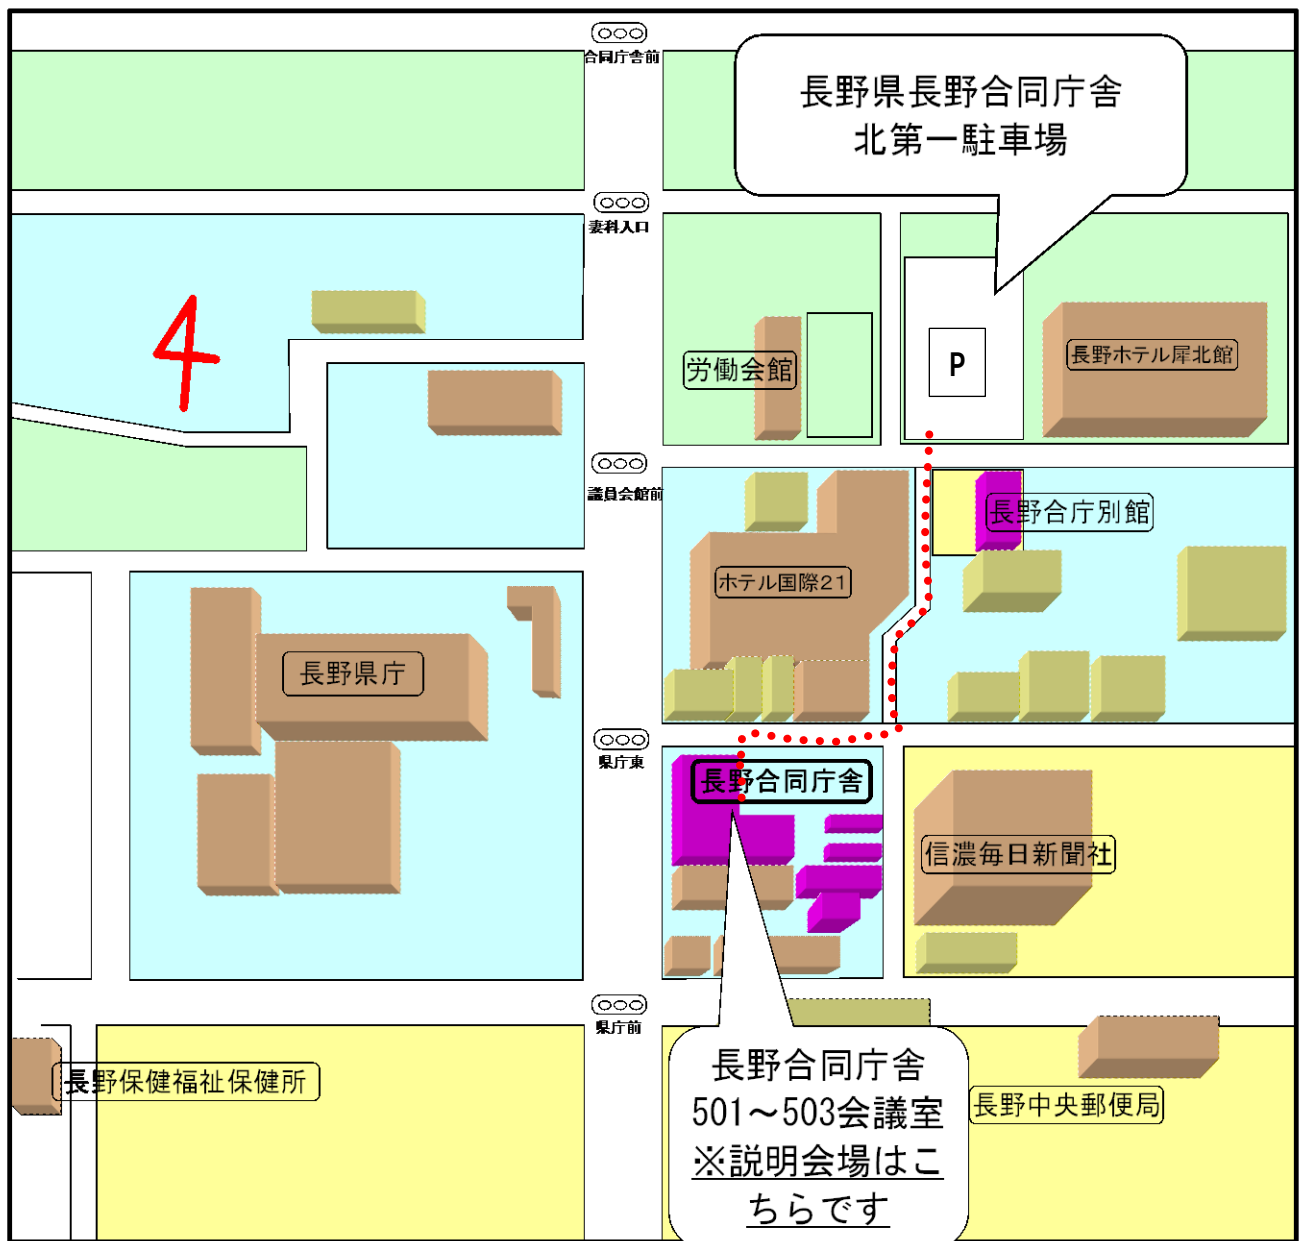 合同庁舎前
長野県長野合同庁舎
北第一駐車場
妻科入口
4
労働会館
P
長野ホテル犀北館
議員会館前
長野合庁別館
ホテル国際21
長野県庁
県庁東
長野合同庁舎
信濃毎日新聞社
県庁前
長野保健福祉保健所
長野合同庁舎
501~503会議室
※説明会場はこ
ちらです
長野中央郵便局